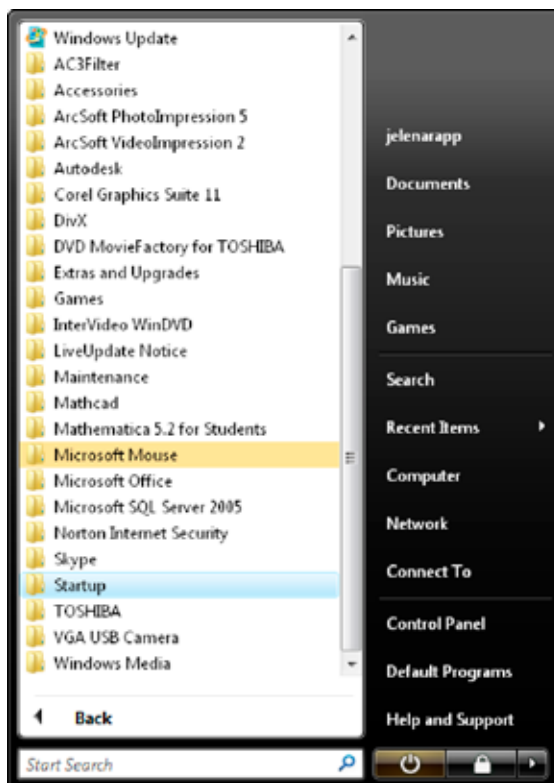 Windows Update
AC3Filter
Accessories
ArcSoft PhotoImpression 5
ArcSoft VideoImpression 2
Autodesk
Corel Graphics Suite 11
DivX
DVD MovieFactory for TOSHIBA
Extras and Upgrades
Games
InterVideo WinDVD
LiveUpdate Notice
Maintenance
Mathcad
Mathematica 5.2 for Students
Microsoft Mouse
Microsoft Office
Microsoft SQL Server 2005
Norton Internet Security
Skype
Startup
TOSHIBA
VGA USB Camera
Windows Media
Back
Start Search
jelenarapp
Documents
Pictures
Music
Games
Search
Recent Items
Computer
Network
Connect To
Control Panel
Default Programs
Help and Support